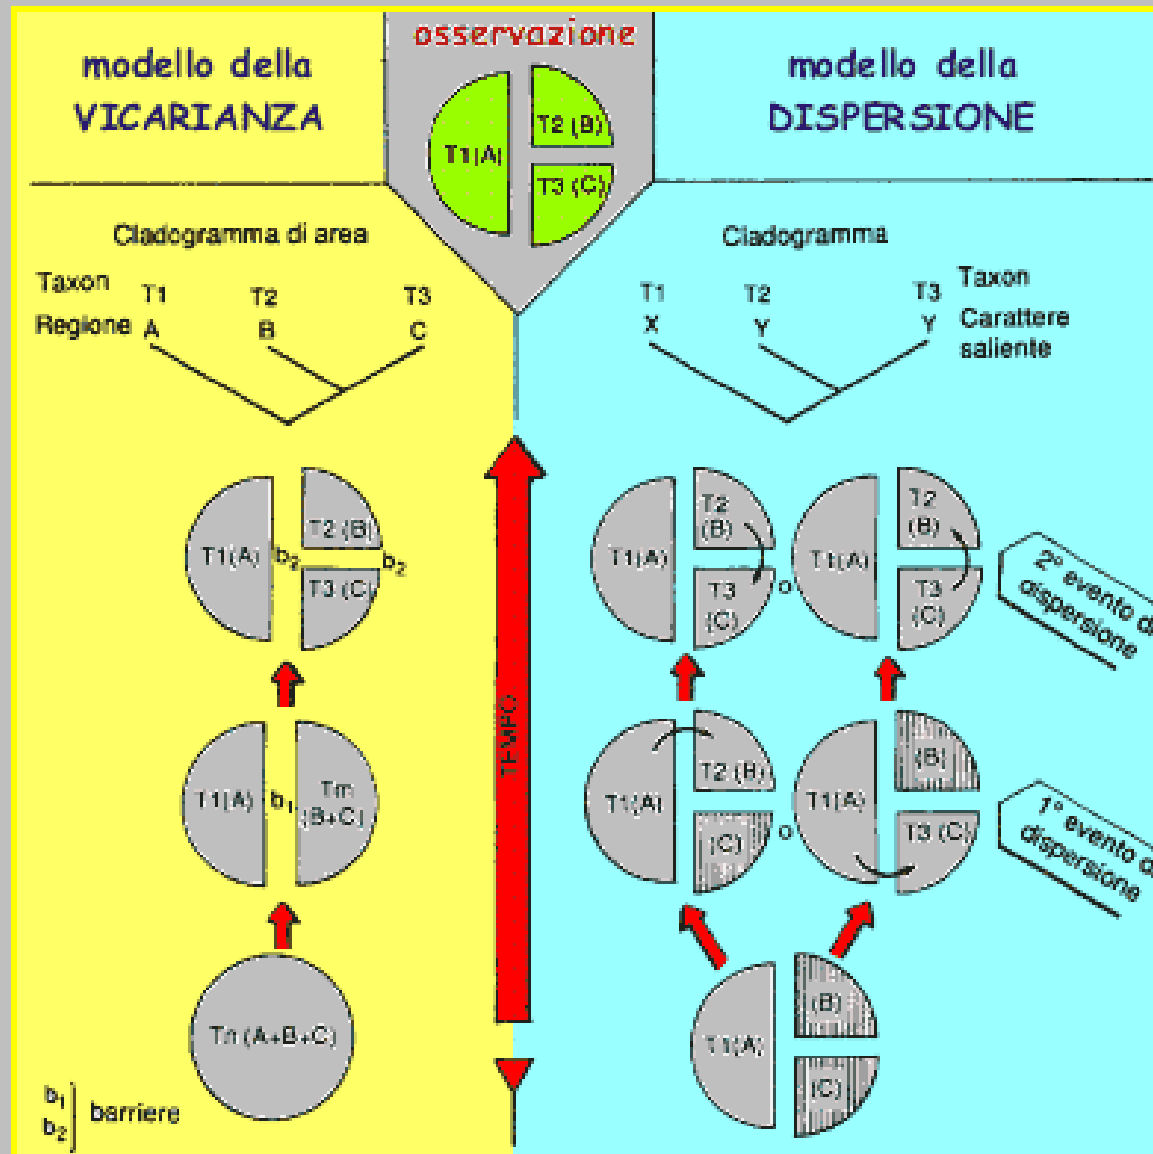 osservazione
modello della
VICARIANZA
T1(A)
T2 (B)
T3 (C)
modello della
DISPERSIONE
Cladogramma di area
Taxon T1 T2 T3
Regione A B C
Cladogramma
T1 T2 T3 Taxon
X Y Y Carattere
saliente
T1(A) b2 T2 (B) b2
T3 (C)
T1(A) b1 Tm
(B+C)
Tn (A+B+C)
b1
b2
barriere
TEMPO
T1(A) T2
(B)
T3
(C)
o
T1(A) T2
(B)
T3
(C)
2° evento di
dispersione
T1(A) T2 (B)
(C)
o
T1(A) (B)
T3 (C)
1° evento di
dispersione
T1(A) (B)
(C)